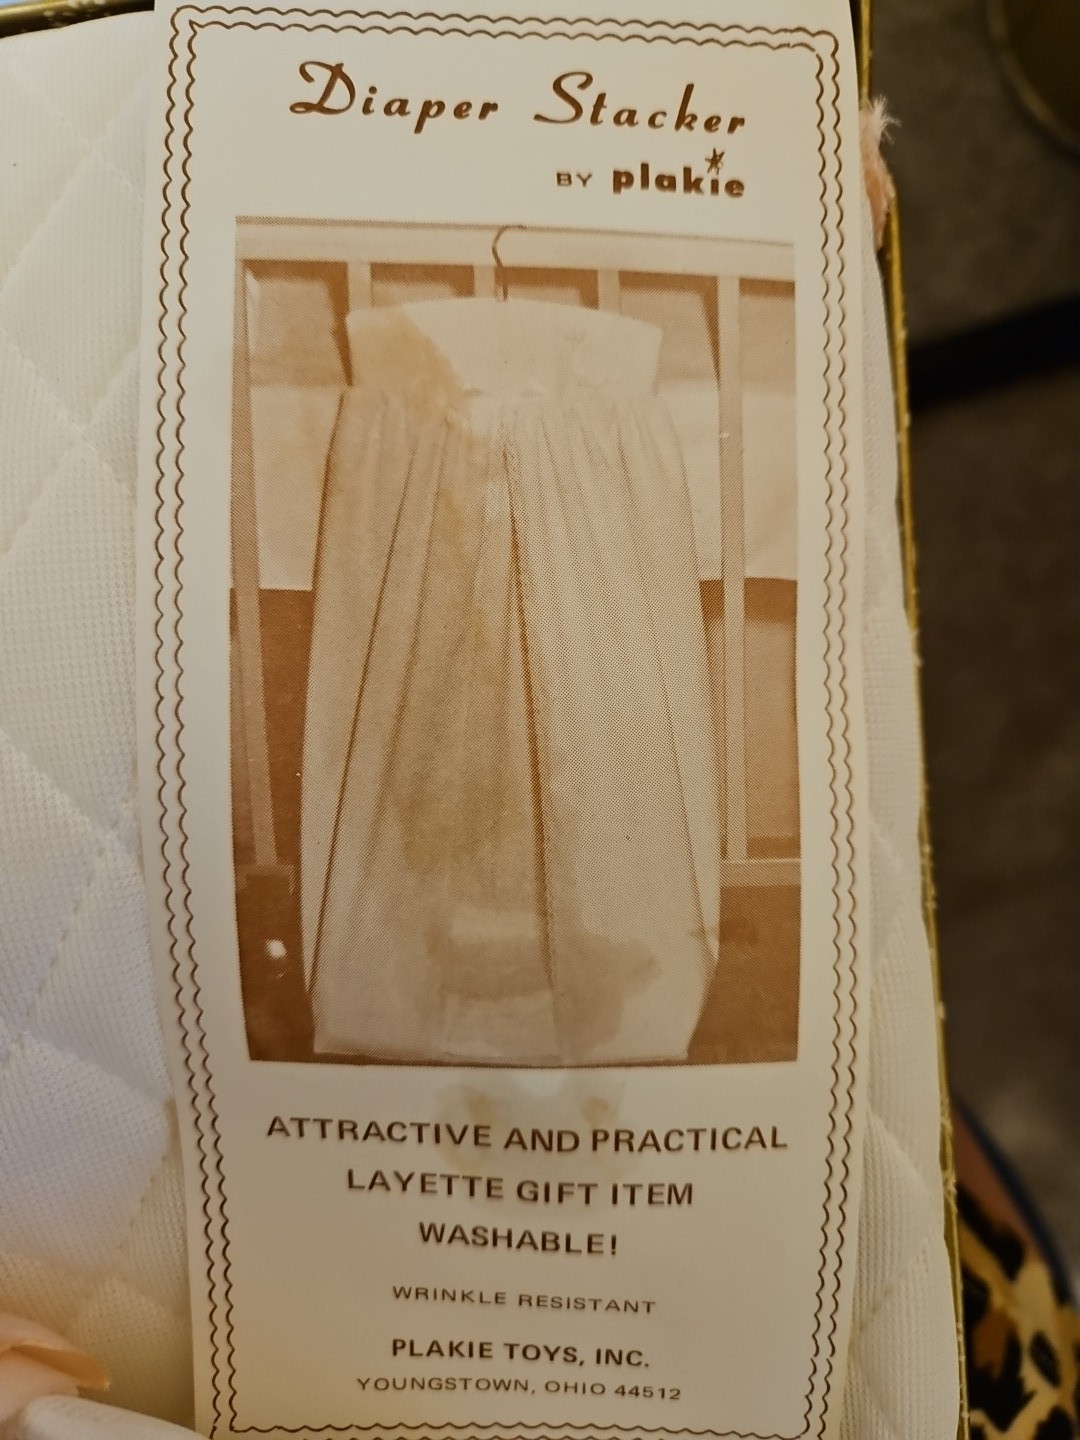 Diaper Stacker
BY plakie
ATTRACTIVE AND PRACTICAL
LAYETTE GIFT ITEM
WASHABLE!
WRINKLE RESISTANT
PLAKIE TOYS, INC.
YOUNGSTOWN, OHIO 44512